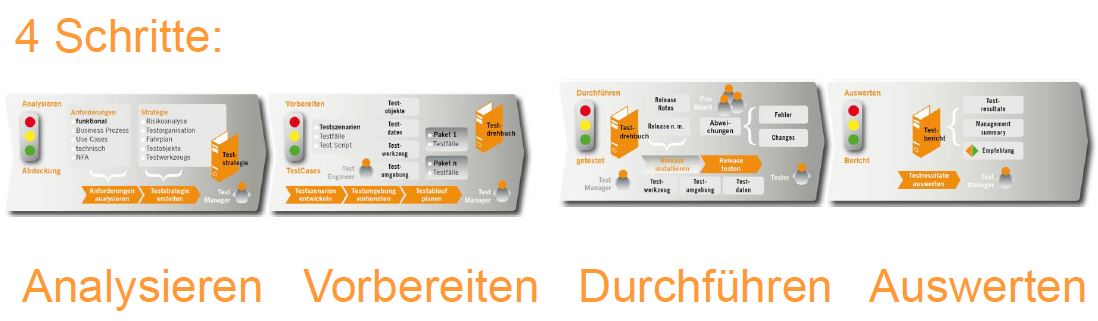 4 Schritte:
Analysieren
Anforderungen
funktional
Business Prozess
Use Cases
technisch
NFA
Strategie
Risikoanalyse
Testorganisation
Fahrplan
Testobjekte
Testwerkzeuge
Test-
strategie
Abdeckung
Anforderungen
analysieren
Teststrategie
erstellen
Test
Manager
Vorbereiten
Testszenarien
Testfälle
Test Script
TestCases
Test-
objekte
Test-
daten
Test-
werkzeug
Test-
umgebung
Test
Engineer
Paket 1
Testfälle
Paket n
Testfälle
Test-
drehbuch
Testszenarien
entwickeln
Testumgebung
vorbereiten
Testablauf
planen
Test
Manager
Durchführen
Test-
drehbuch
getestet
Release
Notes
Release n. m.
Prio
Board
Abwei-
chungen
Fehler
Changes
Release
installieren
Release
testen
Test
Manager
Test-
werkzeug
Test-
umgebung
Test-
daten
Tester
Auswerten
Test-
bericht
Bericht
Test-
resultate
Management
summary
Empfehlung
Testresultate
auswerten
Test
Manager
Analysieren
Vorbereiten
Durchführen
Auswerten